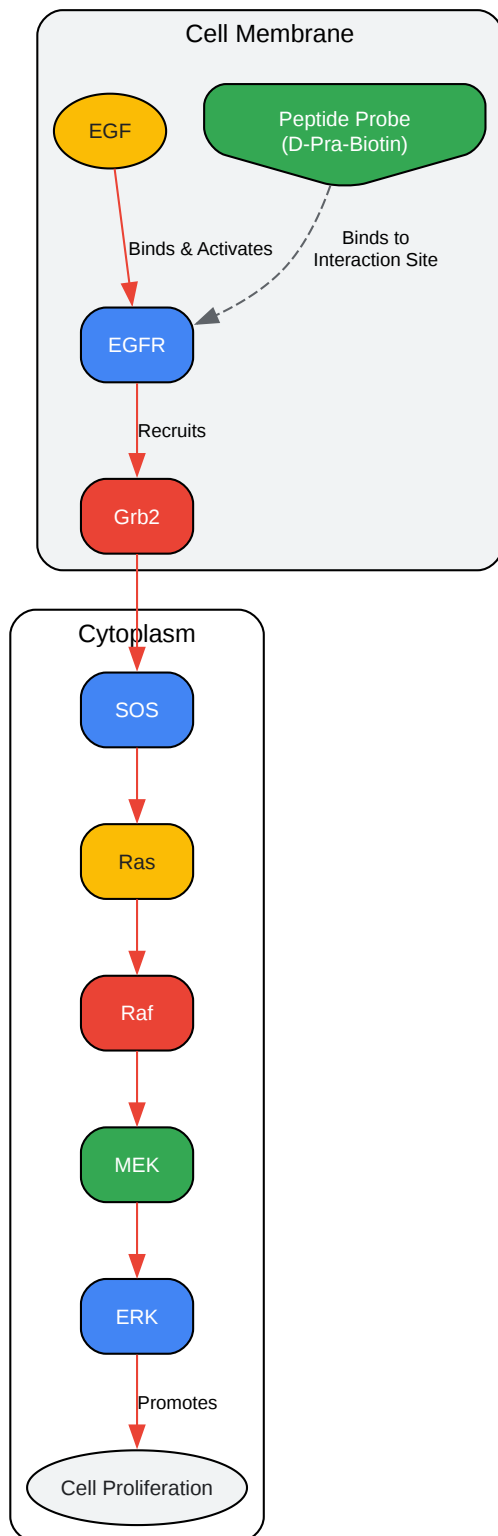 Cell Membrane
EGF
Peptide Probe
(D-Pra-Biotin)
Binds & Activates
Binds to
Interaction Site
EGFR
Recruits
Grb2
Cytoplasm
SOS
Ras
Raf
MEK
ERK
Promotes
Cell Proliferation